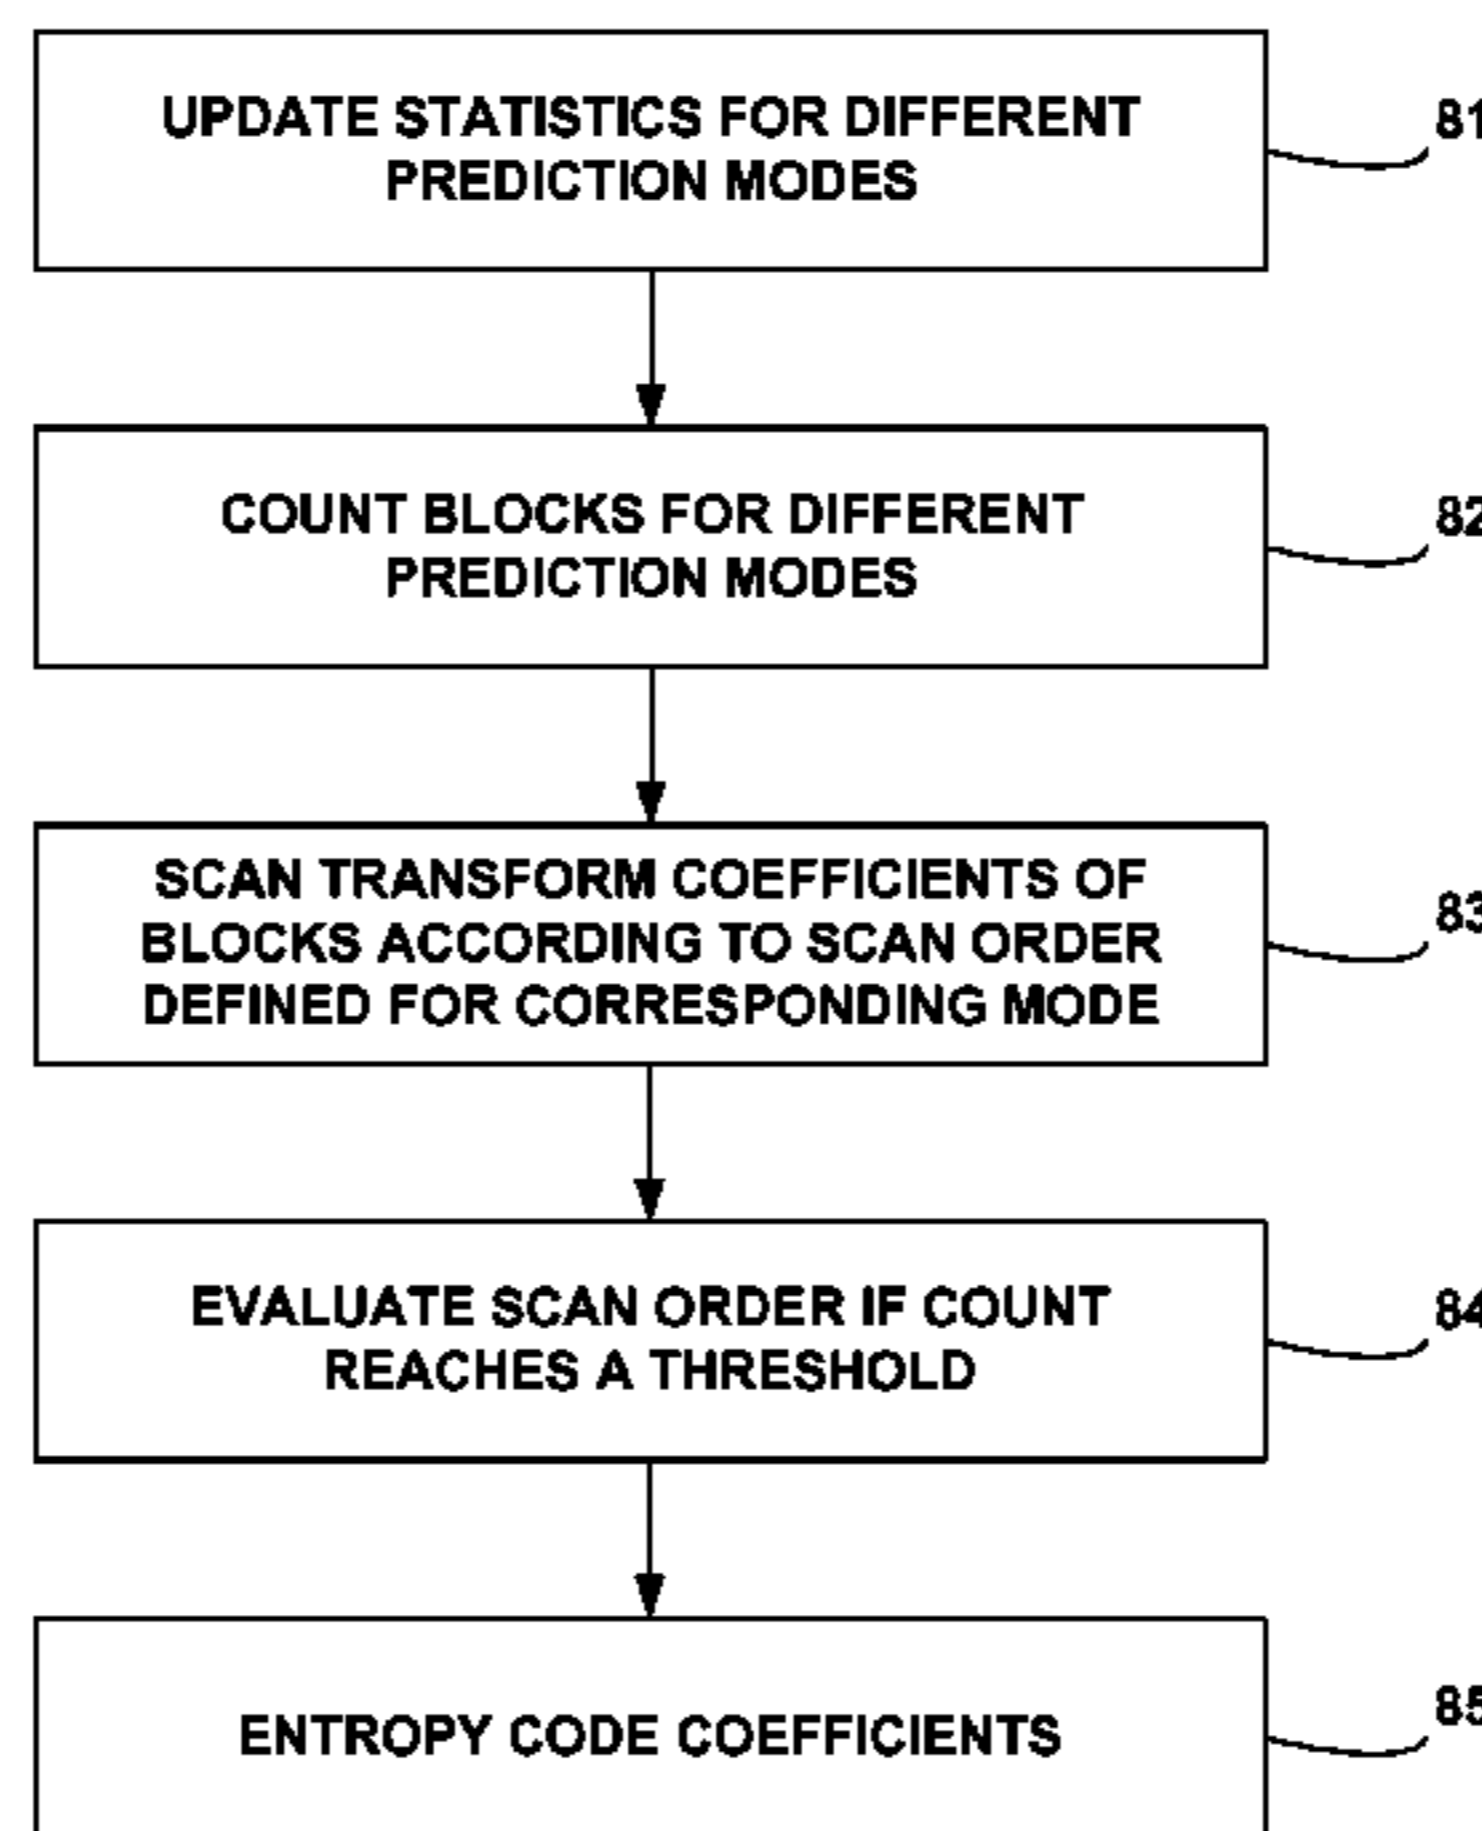 UPDATE STATISTICS FOR DIFFERENT
PREDICTION MODES
81
COUNT BLOCKS FOR DIFFERENT
PREDICTION MODES
82
SCAN TRANSFORM COEFFICIENTS OF
BLOCKS ACCORDING TO SCAN ORDER
DEFINED FOR CORRESPONDING MODE
83
EVALUATE SCAN ORDER IF COUNT
REACHES A THRESHOLD
84
ENTROPY CODE COEFFICIENTS
85